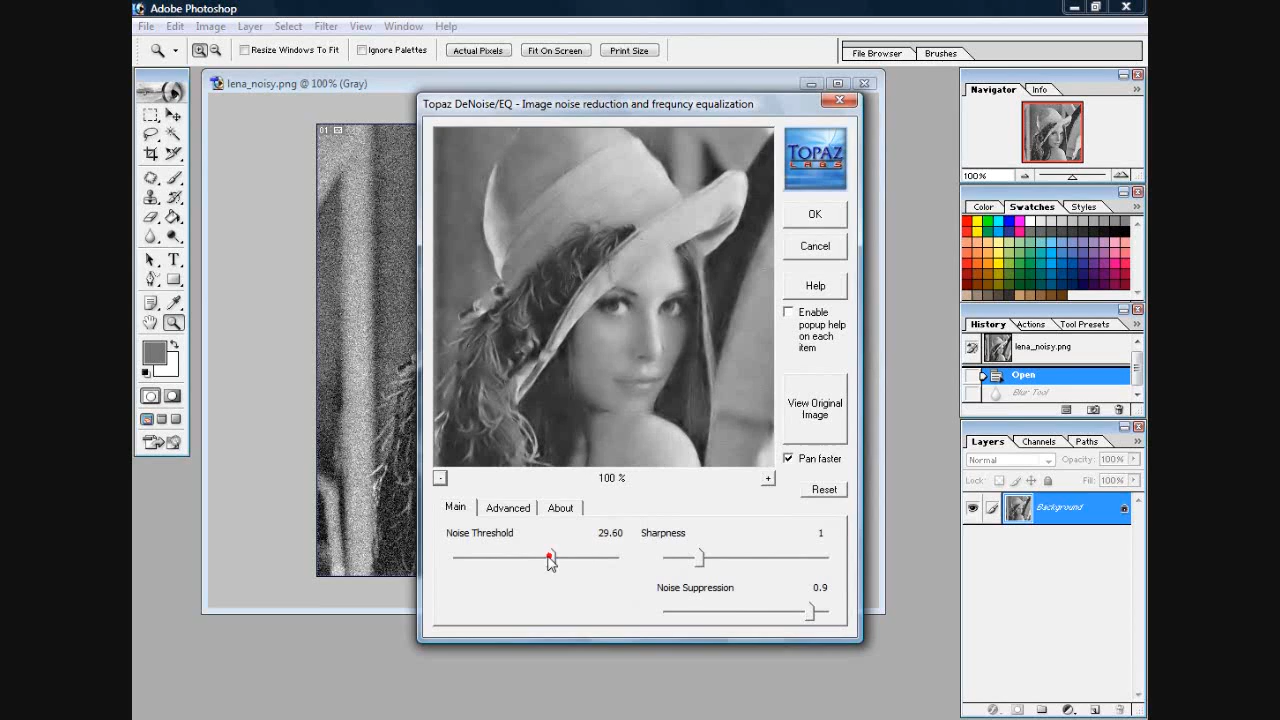 Adobe Photoshop
File Edit Image Layer Select Filter View Window Help
Resize Windows To Fit Ignore Palettes Actual Pixels Fit On Screen Print Size File Browser Brushes
lena_noisy.png @ 100% (Gray)
01
Topaz DeNoise/EQ - Image noise reduction and frequncy equalization
TOPAZ
LABS
OK
Cancel
Help
Enable
popup help
on each
item
View Original
Image
Pan faster
- 100 % +
Reset
Main Advanced About
Noise Threshold 29.60 Sharpness 1
Noise Suppression 0.9
Navigator Info
100%
Color Swatches Styles
History Actions Tool Presets
lena_noisy.png
Open
Blur Tool
Layers Channels Paths
Normal Opacity: 100%
Lock: Fill: 100%
Background